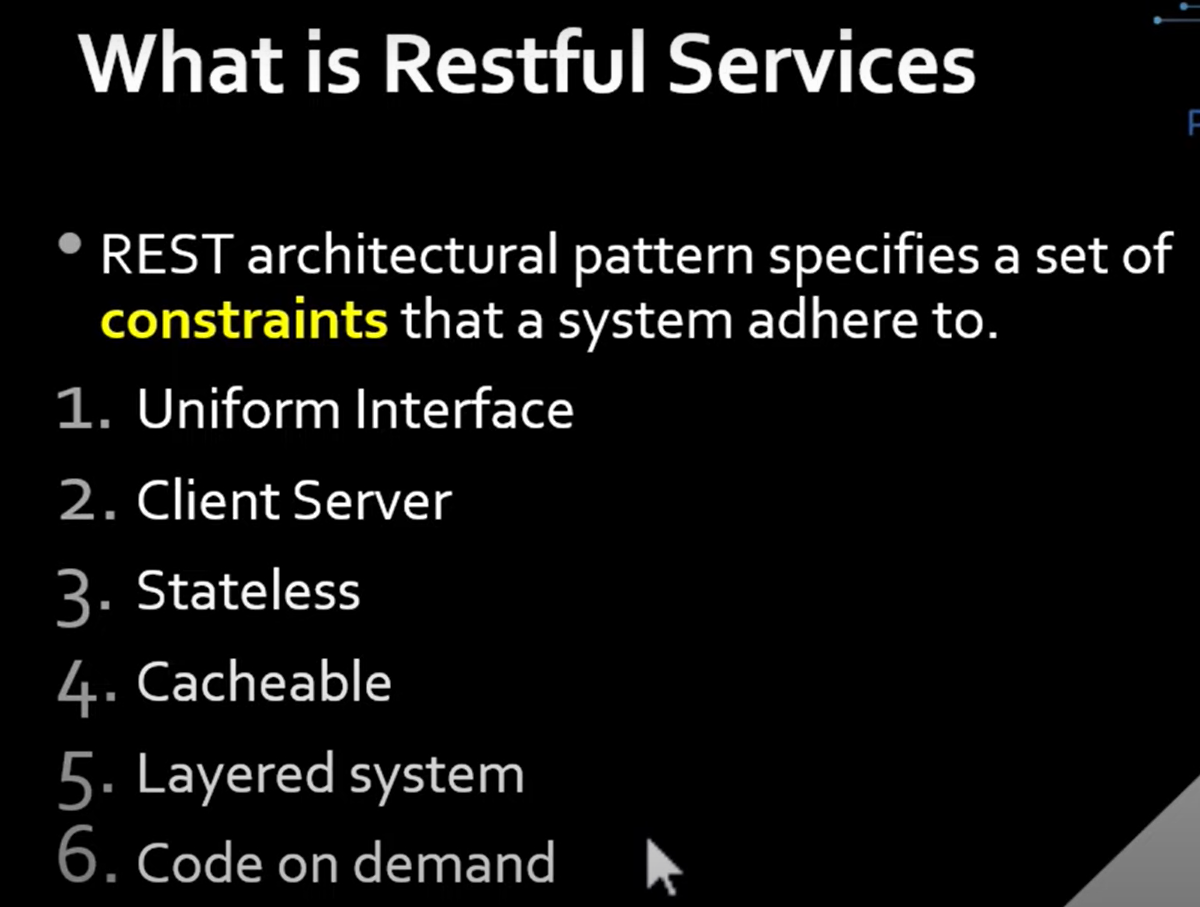 What is Restful Services
• REST architectural pattern specifies a set of
constraints that a system adhere to.
1. Uniform Interface
2. Client Server
3. Stateless
4. Cacheable
5. Layered system
6. Code on demand